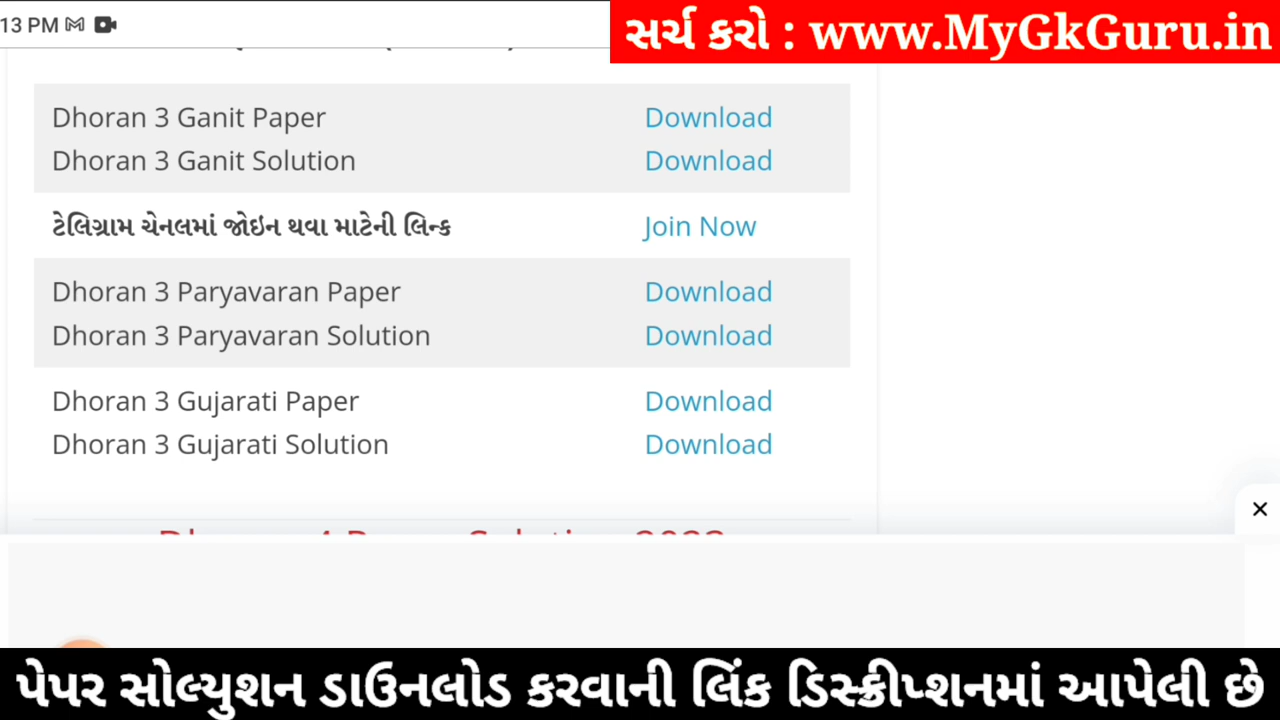 13 PM
સર્ચ કરો : www.MyGkGuru.in
Dhoran 3 Ganit Paper Download
Dhoran 3 Ganit Solution Download
ટેલિગ્રામ ચેનલમાં જોઇન થવા માટેની લિન્ક Join Now
Dhoran 3 Paryavaran Paper Download
Dhoran 3 Paryavaran Solution Download
Dhoran 3 Gujarati Paper Download
Dhoran 3 Gujarati Solution Download
પેપર સોલ્યુશન ડાઉનલોડ કરવાની લિંક ડિસ્ક્રીપ્શનમાં આપેલી છે